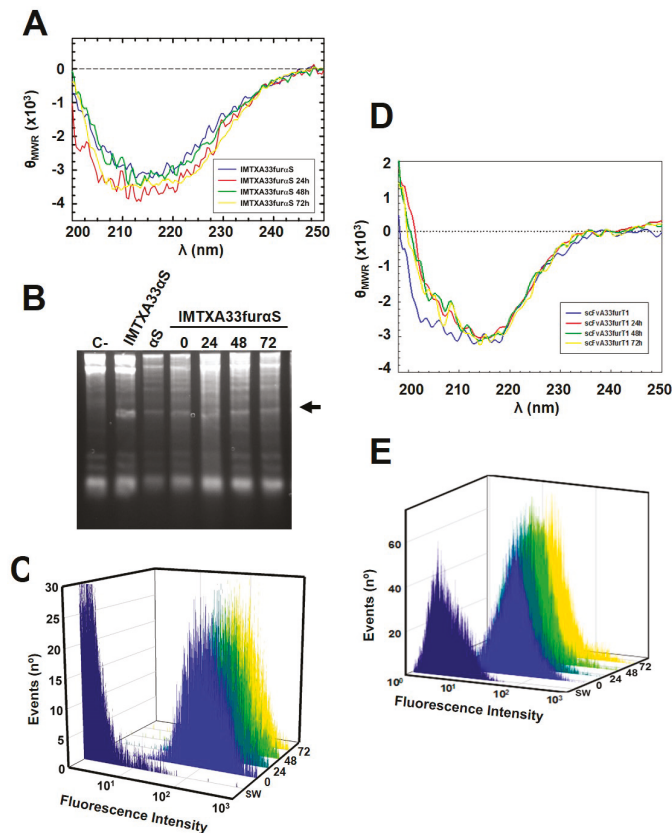 A
θMWR (x10³)
0
-1
-2
-3
-4
IMTXA33furαS
IMTXA33furαS 24h
IMTXA33furαS 48h
IMTXA33furαS 72h
200 210 220 230 240 250
λ (nm)
B
C- IMTXA33αS αS IMTXA33furαS
0 24 48 72
C
Events (nº)
30
25
20
15
10
5
0
10¹ 10² 10³
SW 0 24 48 72
Fluorescence Intensity
D
θMWR (x10³)
2
1
0
-1
-2
-3
-4
scFvA33furT1
scFvA33furT1 24h
scFvA33furT1 48h
scFvA33furT1 72h
200 210 220 230 240 250
λ (nm)
E
Events (nº)
60
40
20
10⁰ 10¹ 10² 10³
SW 0 24 48 72
Fluorescence Intensity